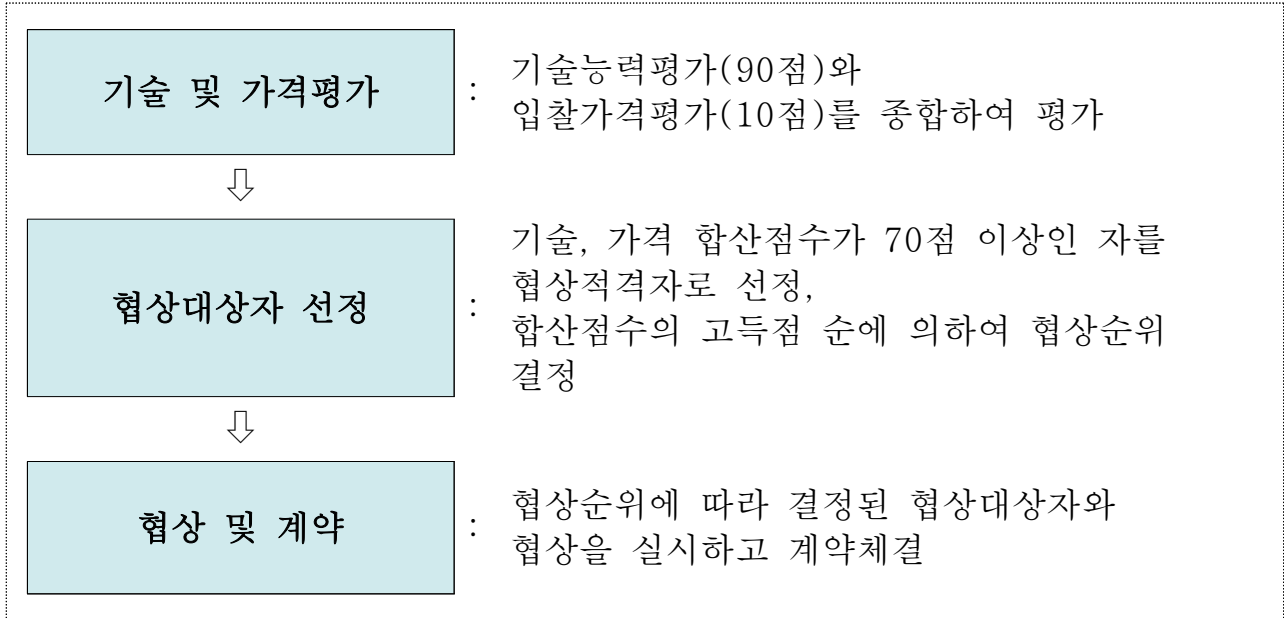 기술 및 가격평가
:
기술능력평가(90점)와
입찰가격평가(10점)를 종합하여 평가
⇩
협상대상자 선정
:
기술, 가격 합산점수가 70점 이상인 자를
협상적격자로 선정,
합산점수의 고득점 순에 의하여 협상순위
결정
⇩
협상 및 계약
:
협상순위에 따라 결정된 협상대상자와
협상을 실시하고 계약체결